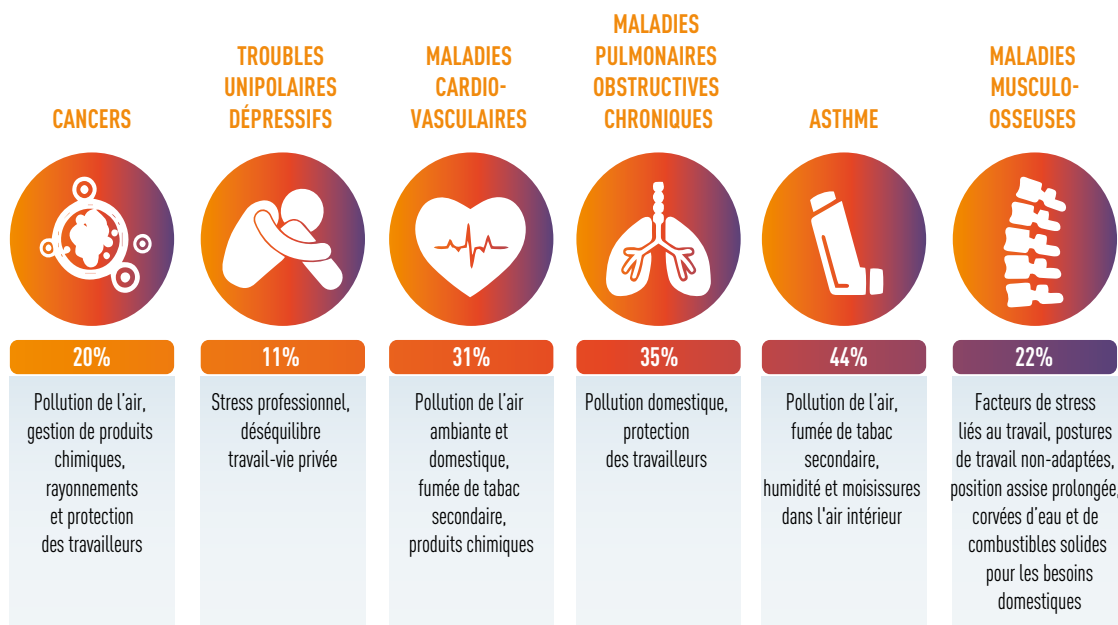 CANCERS
20%
Pollution de l’air,
gestion de produits
chimiques,
rayonnements
et protection
des travailleurs
TROUBLES
UNIPOLAIRES
DÉPRESSIFS
11%
Stress professionnel,
déséquilibre
travail-vie privée
MALADIES
CARDIO-
VASCULAIRES
31%
Pollution de l’air
ambiante et
domestique,
fumée de tabac
secondaire,
produits chimiques
MALADIES
PULMONAIRES
OBSTRUCTIVES
CHRONIQUES
35%
Pollution domestique,
protection
des travailleurs
ASTHME
44%
Pollution de l’air,
fumée de tabac
secondaire,
humidité et moisissures
dans l'air intérieur
MALADIES
MUSCULO-
OSSEUSES
22%
Facteurs de stress
liés au travail, postures
de travail non-adaptées,
position assise prolongée,
corvées d’eau et de
combustibles solides
pour les besoins
domestiques